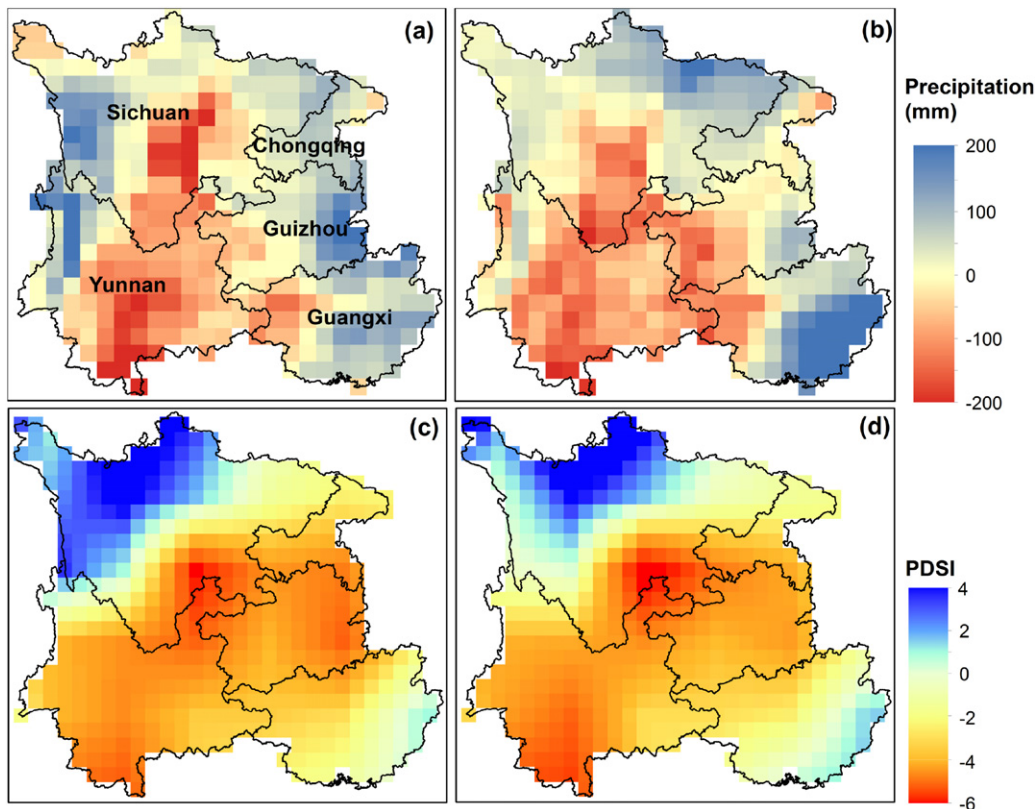 (a)
(b)
Sichuan
Chongqing
Guizhou
Yunnan
Guangxi
Precipitation
(mm)
200
100
0
-100
-200
(c)
(d)
PDSI
4
2
0
-2
-4
-6